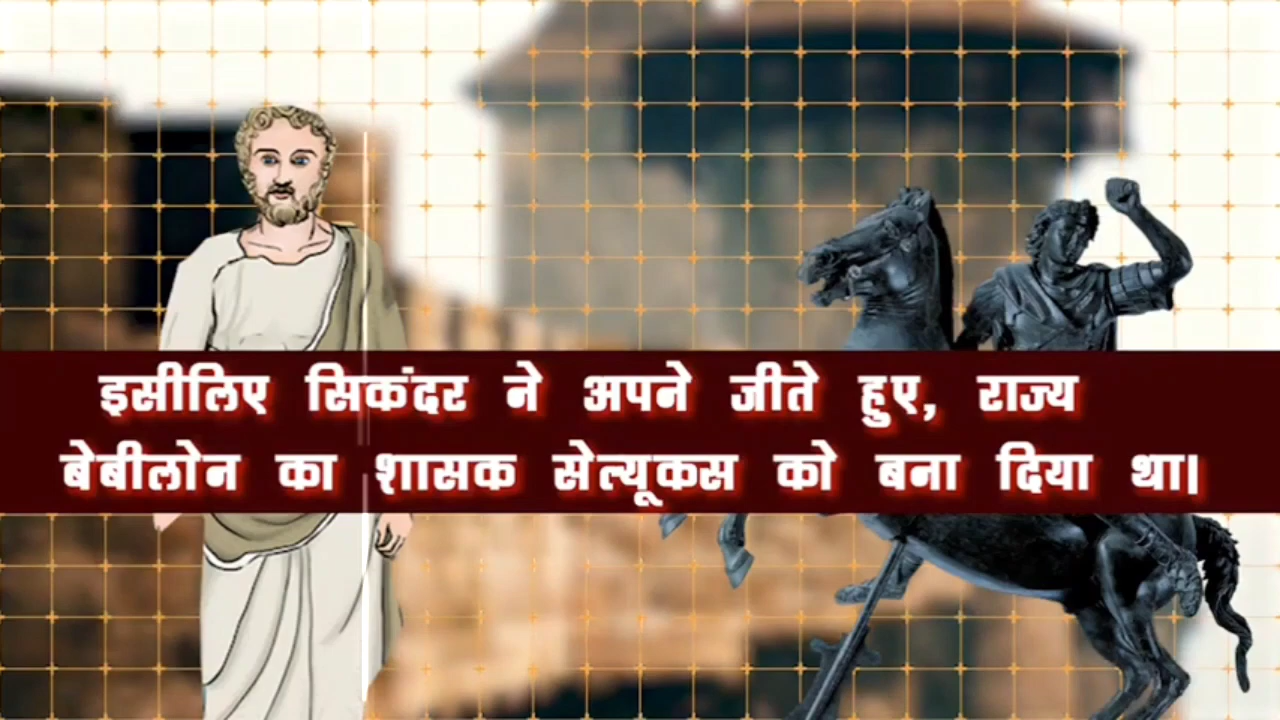 इसीलिए सिकंदर ने अपने जीते हुए, राज्य
बेबीलोन का शासक सेल्यूकस को बना दिया था।